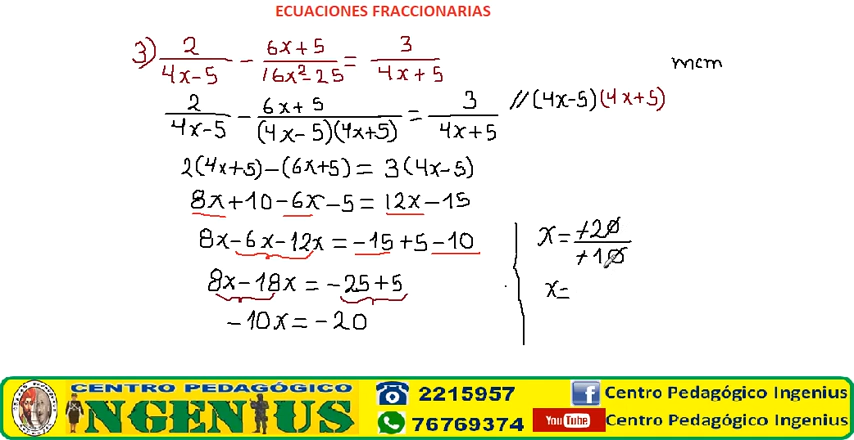 ECUACIONES FRACCIONARIAS
3) 2/(4x-5) - (6x+5)/(16x²-25) = 3/(4x+5)
mcm
2/(4x-5) - (6x+5)/((4x-5)(4x+5)) = 3/(4x+5) //(4x-5)(4x+5)
2(4x+5)-(6x+5)=3(4x-5)
8x+10-6x-5=12x-15
8x-6x-12x=-15+5-10
8x-18x=-25+5
-10x=-20
x=+20/+10
x=
CENTRO PEDAGÓGICO
INGENIUS
2215957
76769374
f Centro Pedagógico Ingenius
YouTube Centro Pedagógico Ingenius